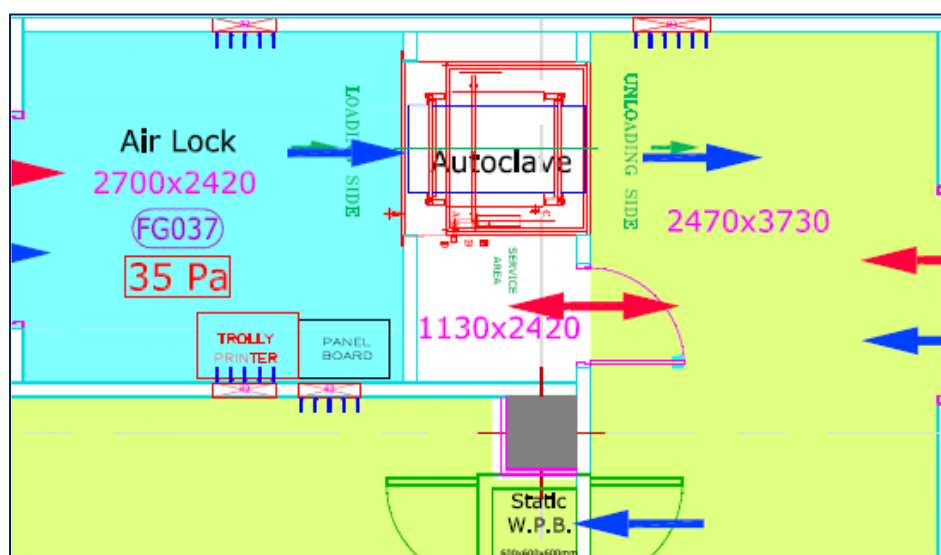 Air Lock
2700x2420
FG037
35 Pa
LOADING SIDE
Autoclave
UNLOADING SIDE
2470x3730
SERVICE
AREA
1130x2420
TROLLY
PRINTER
PANEL
BOARD
Static
W.P.B.
600x600x600mm